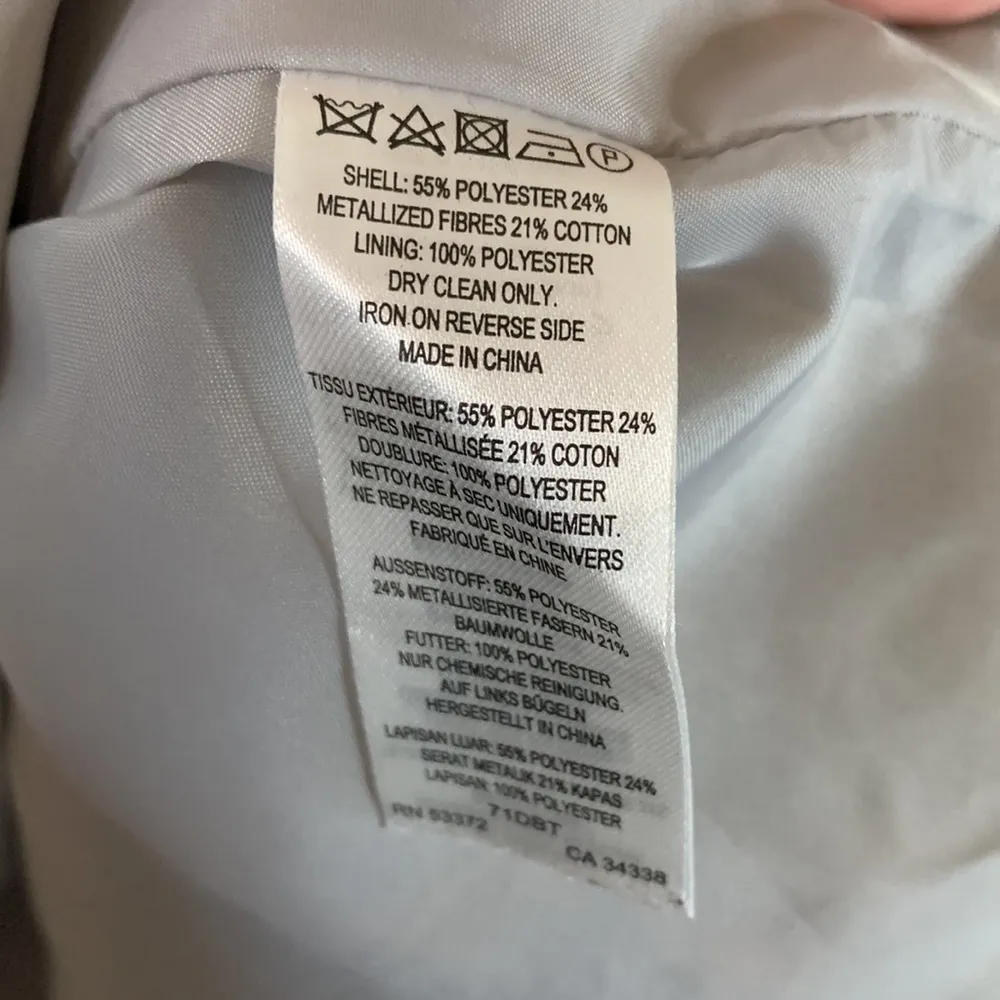 P
SHELL: 55% POLYESTER 24%
METALLIZED FIBRES 21% COTTON
LINING: 100% POLYESTER
DRY CLEAN ONLY.
IRON ON REVERSE SIDE
MADE IN CHINA
TISSU EXTÉRIEUR: 55% POLYESTER 24%
FIBRES MÉTALLISÉE 21% COTON
DOUBLURE: 100% POLYESTER
NETTOYAGE À SEC UNIQUEMENT.
NE REPASSER QUE SUR L'ENVERS
FABRIQUÉ EN CHINE
AUSSENSTOFF: 55% POLYESTER
24% METALLISIERTE FASERN 21%
BAUMWOLLE
FUTTER: 100% POLYESTER
NUR CHEMISCHE REINIGUNG.
AUF LINKS BÜGELN
HERGESTELLT IN CHINA
LAPISAN LUAR: 55% POLYESTER 24%
SERAT METALIK 21% KAPAS
LAPISAN: 100% POLYESTER
71DBT
RN 53372 CA 34338